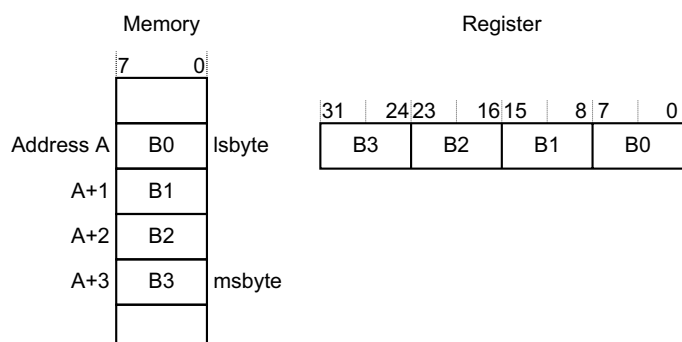 Memory Register
7 0
31 24 23 16 15 8 7 0
Address A B0 lsbyte B3 B2 B1 B0
A+1 B1
A+2 B2
A+3 B3 msbyte